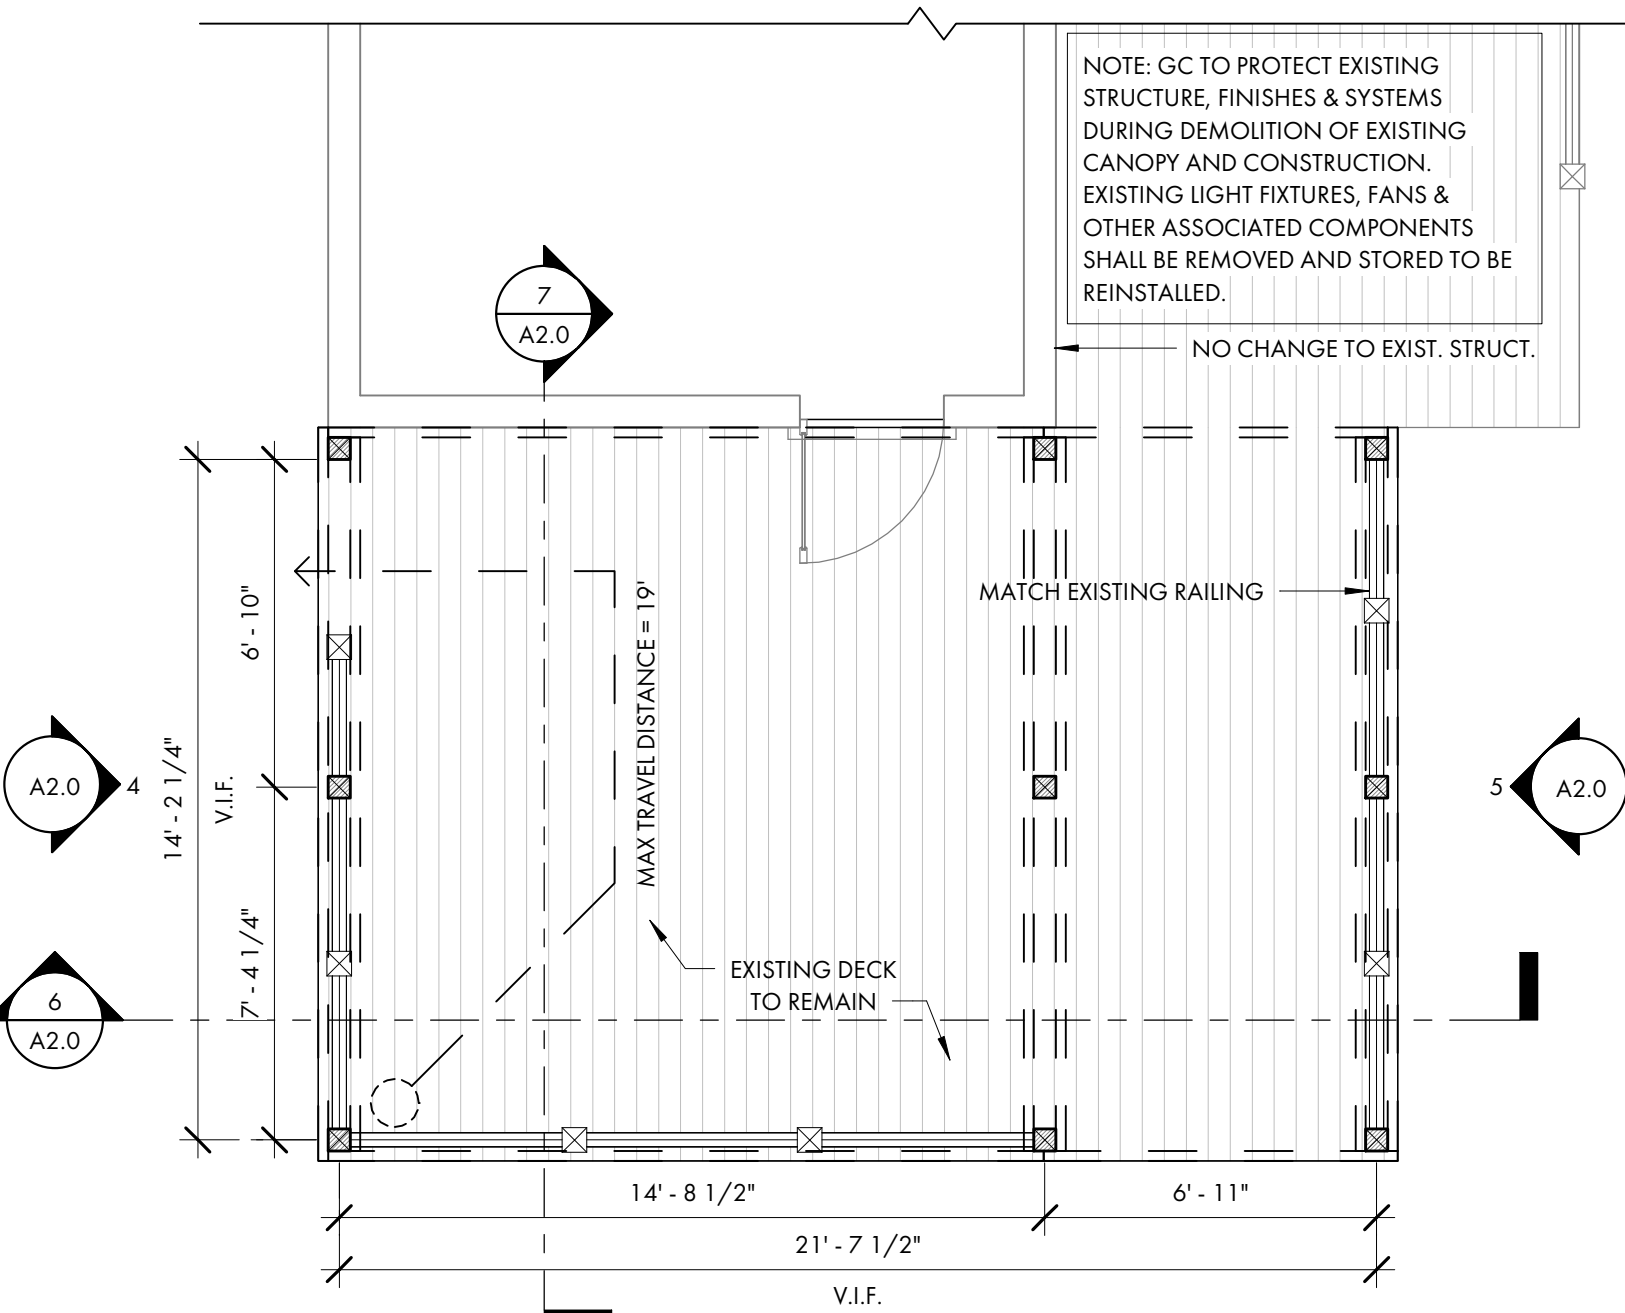 NOTE: GC TO PROTECT EXISTING
STRUCTURE, FINISHES & SYSTEMS
DURING DEMOLITION OF EXISTING
CANOPY AND CONSTRUCTION.
EXISTING LIGHT FIXTURES, FANS &
OTHER ASSOCIATED COMPONENTS
SHALL BE REMOVED AND STORED TO BE
REINSTALLED.
7
A2.0
NO CHANGE TO EXIST. STRUCT.
MATCH EXISTING RAILING
6' - 10"
MAX TRAVEL DISTANCE = 19'
14' - 2 1/4"
V.I.F.
A2.0
4
5
A2.0
7' - 4 1/4"
EXISTING DECK
TO REMAIN
6
A2.0
14' - 8 1/2"
6' - 11"
21' - 7 1/2"
V.I.F.